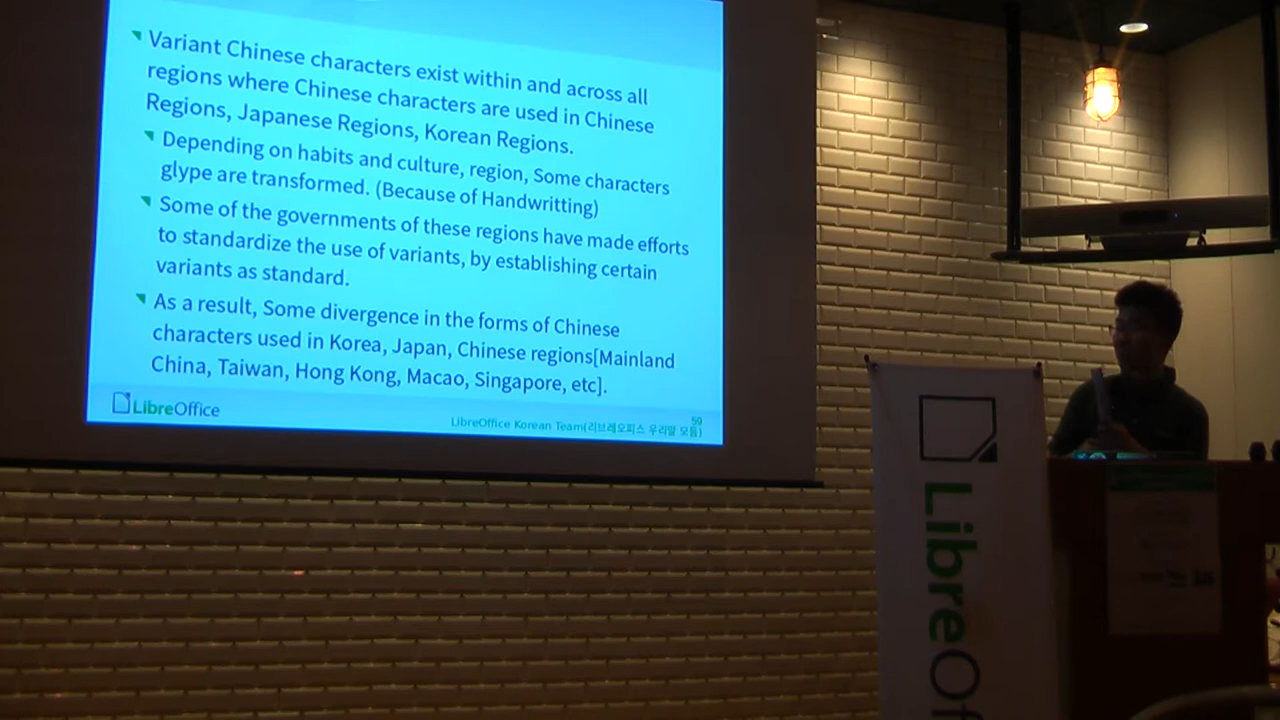 Variant Chinese characters exist within and across all
regions where Chinese characters are used in Chinese
Regions, Japanese Regions, Korean Regions.
Depending on habits and culture, region, Some characters
glype are transformed. (Because of Handwritting)
Some of the governments of these regions have made efforts
to standardize the use of variants, by establishing certain
variants as standard.
As a result, Some divergence in the forms of Chinese
characters used in Korea, Japan, Chinese regions[Mainland
China, Taiwan, Hong Kong, Macao, Singapore, etc].
LibreOffice
59
LibreOffice Korean Team(리브레오피스 우리말 모듬)
LibreOf